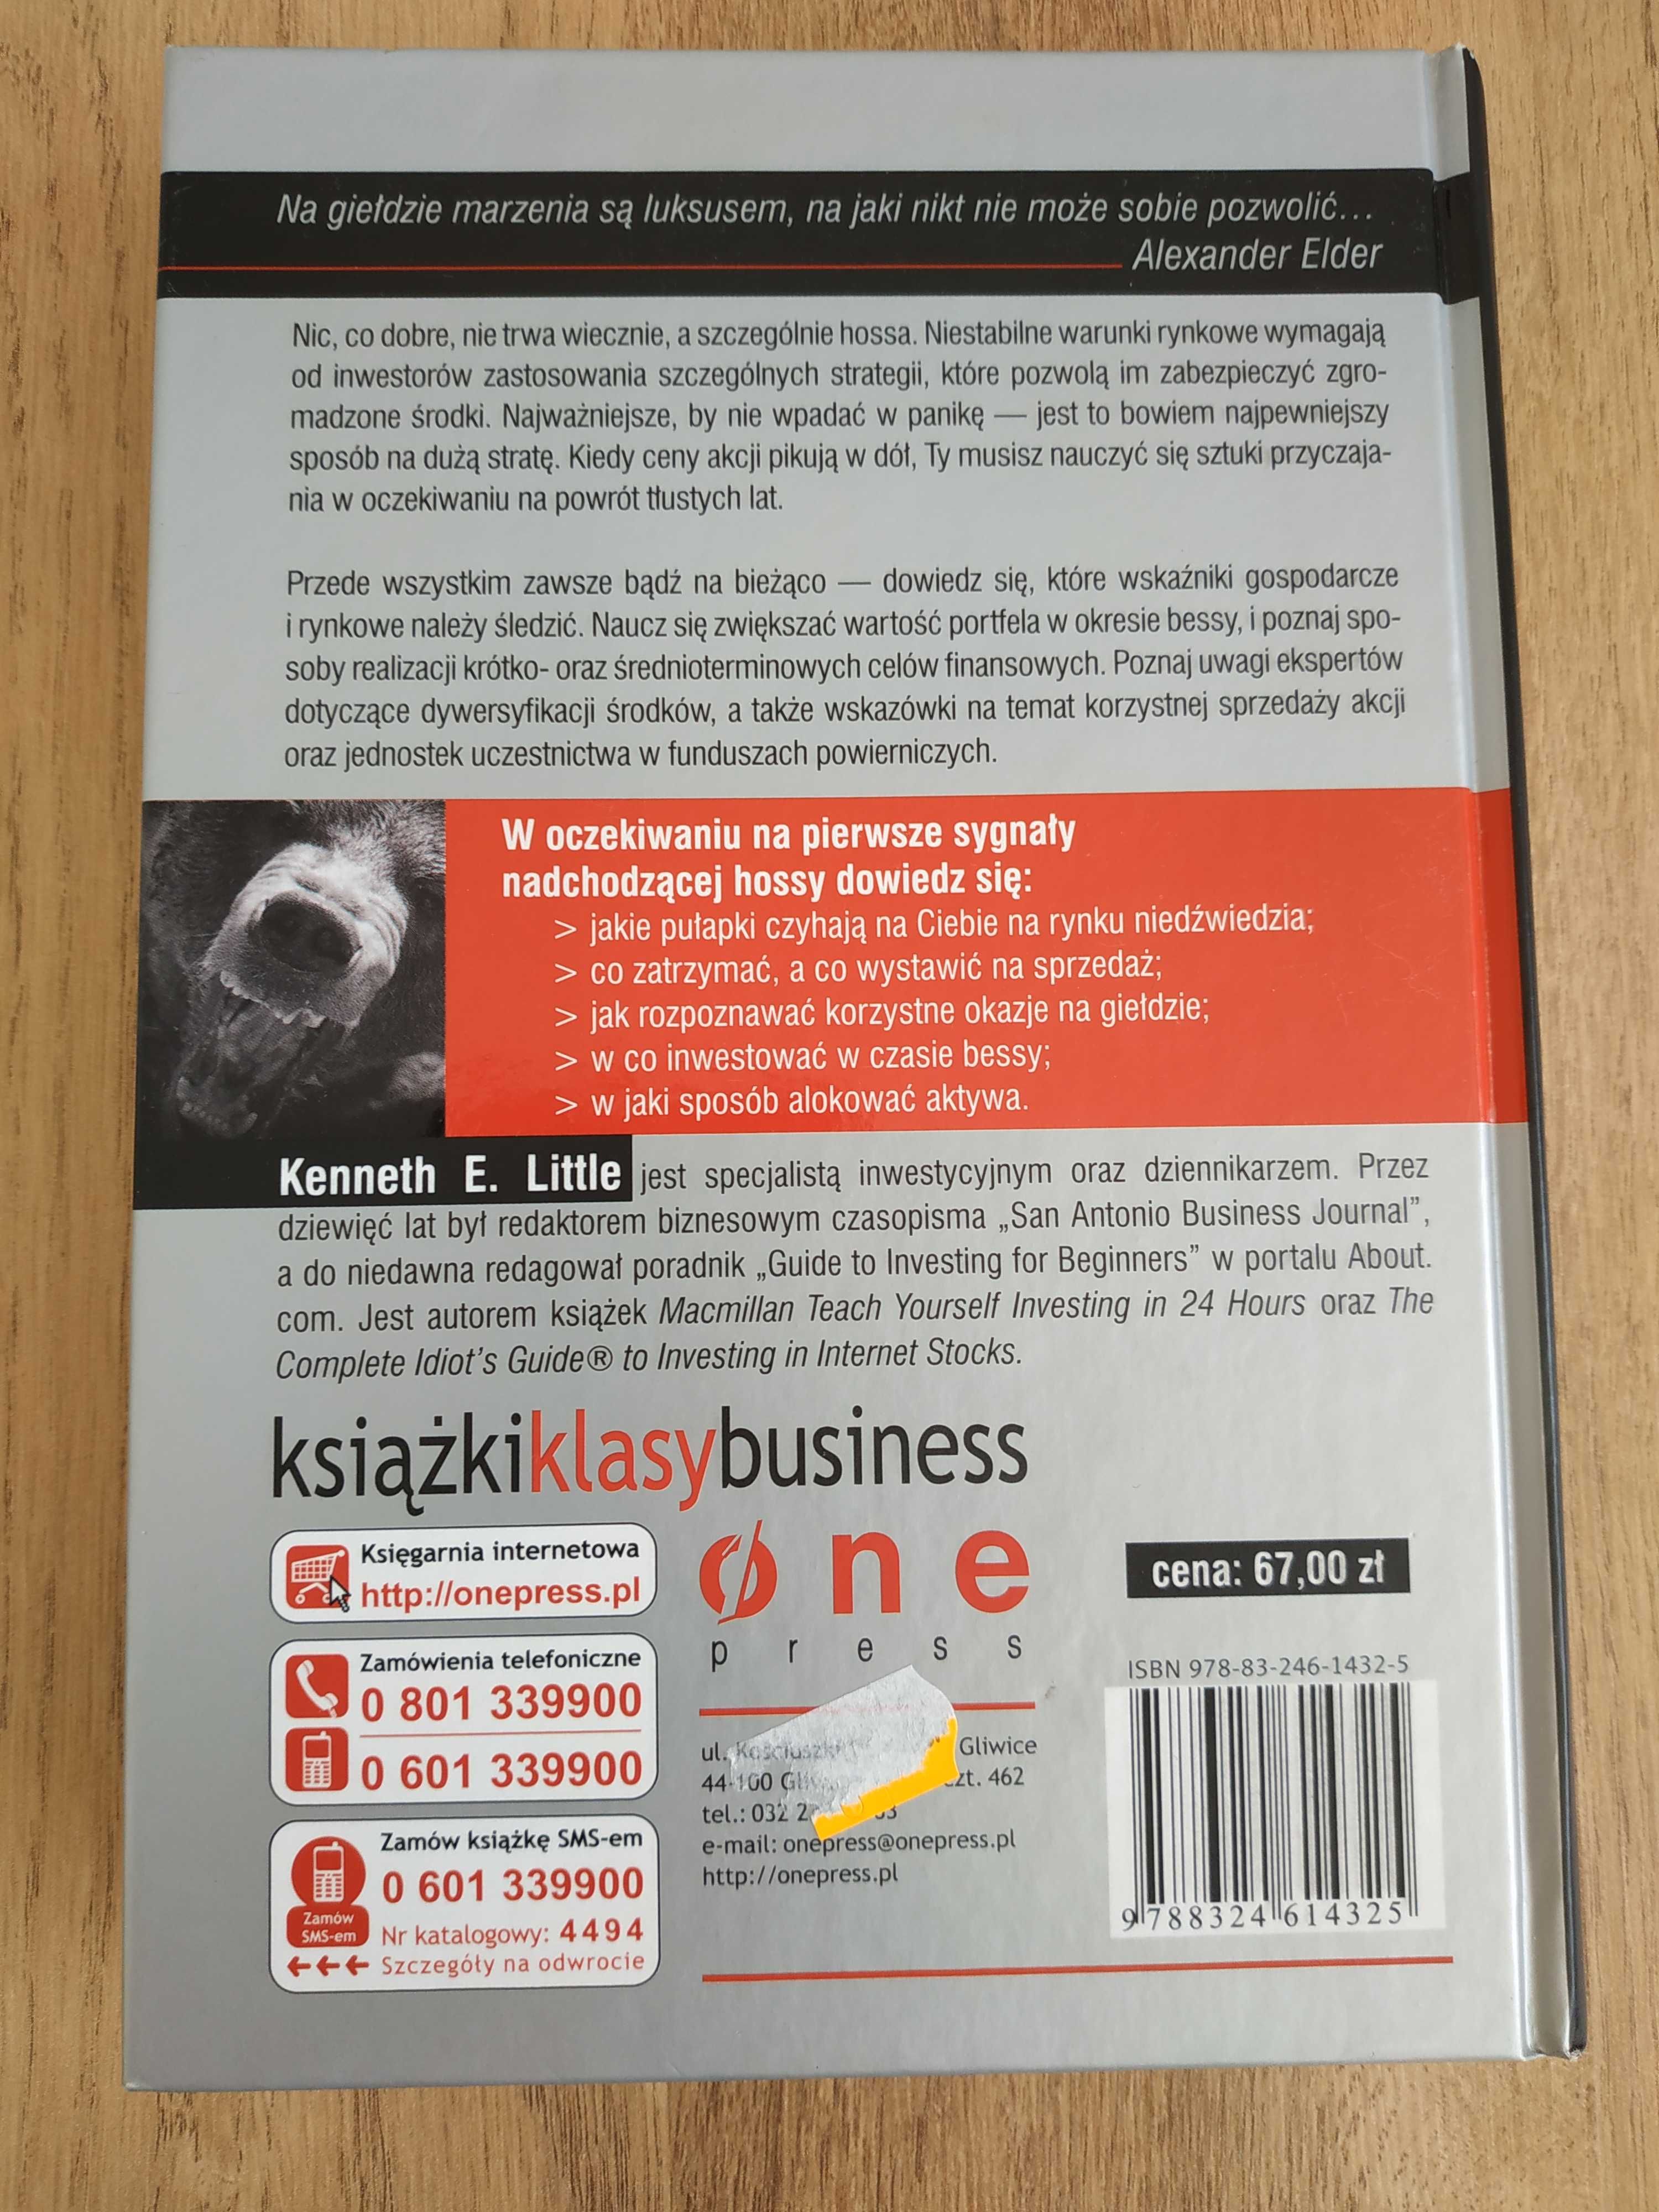 Na giełdzie marzenia są luksusem, na jaki nikt nie może sobie pozwolić...
Alexander Elder
Nic, co dobre, nie trwa wiecznie, a szczególnie hossa. Niestabilne warunki rynkowe wymagają
od inwestorów zastosowania szczególnych strategii, które pozwolą im zabezpieczyć zgro-
madzone środki. Najważniejsze, by nie wpadać w panikę — jest to bowiem najpewniejszy
sposób na dużą stratę. Kiedy ceny akcji pikują w dół, Ty musisz nauczyć się sztuki przyczaja-
nia w oczekiwaniu na powrót tłustych lat.
Przede wszystkim zawsze bądź na bieżąco — dowiedz się, które wskaźniki gospodarcze
i rynkowe należy śledzić. Naucz się zwiększać wartość portfela w okresie bessy, i poznaj spo-
soby realizacji krótko- oraz średnioterminowych celów finansowych. Poznaj uwagi ekspertów
dotyczące dywersyfikacji środków, a także wskazówki na temat korzystnej sprzedaży akcji
oraz jednostek uczestnictwa w funduszach powierniczych.
W oczekiwaniu na pierwsze sygnały
nadchodzącej hossy dowiedz się:
> jakie pułapki czyhają na Ciebie na rynku niedźwiedzia;
> co zatrzymać, a co wystawić na sprzedaż;
> jak rozpoznawać korzystne okazje na giełdzie;
> w co inwestować w czasie bessy;
> w jaki sposób alokować aktywa.
Kenneth E. Little jest specjalistą inwestycyjnym oraz dziennikarzem. Przez
dziewięć lat był redaktorem biznesowym czasopisma „San Antonio Business Journal”,
a do niedawna redagował poradnik „Guide to Investing for Beginners” w portalu About.
com. Jest autorem książek Macmillan Teach Yourself Investing in 24 Hours oraz The
Complete Idiot's Guide® to Investing in Internet Stocks.
książkiklasybusiness
Księgarnia internetowa
http://onepress.pl
Zamówienia telefoniczne
0 801 339900
0 601 339900
Zamów książkę SMS-em
0 601 339900
Zamów
SMS-em
Nr katalogowy: 4494
Szczegóły na odwrocie
one
press
ul. Kościuszki Gliwice
44-100 462
tel.: 032
e-mail: onepress@onepress.pl
http://onepress.pl
cena: 67,00 zł
ISBN 978-83-246-1432-5
9 788324 614325